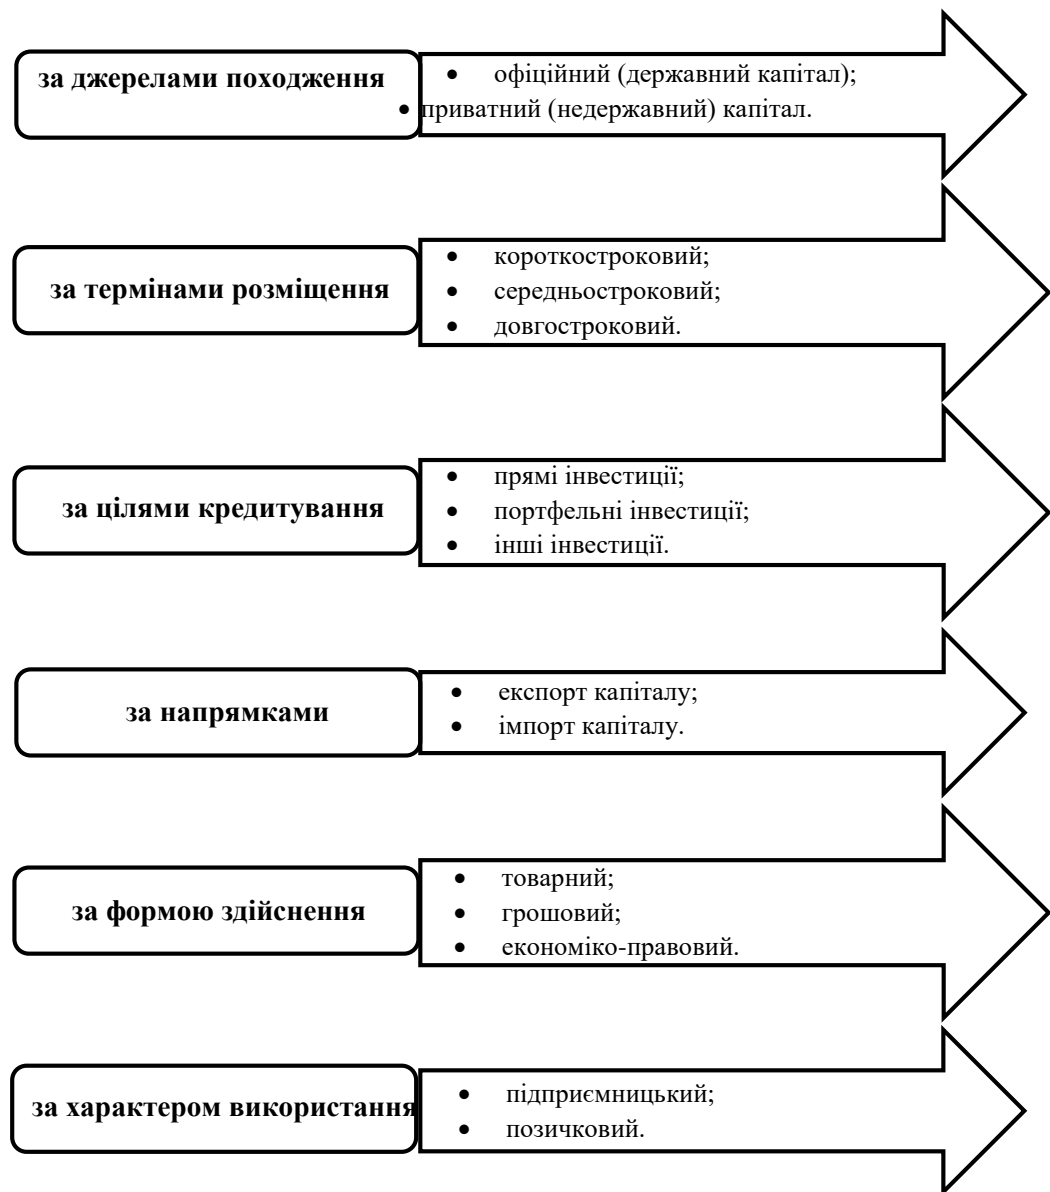 за джерелами походження
• офіційний (державний капітал);
• приватний (недержавний) капітал.
за термінами розміщення
• короткостроковий;
• середньостроковий;
• довгостроковий.
за цілями кредитування
• прямі інвестиції;
• портфельні інвестиції;
• інші інвестиції.
за напрямками
• експорт капіталу;
• імпорт капіталу.
за формою здійснення
• товарний;
• грошовий;
• економіко-правовий.
за характером використання
• підприємницький;
• позичковий.